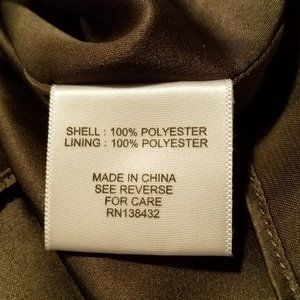 SHELL : 100% POLYESTER
LINING : 100% POLYESTER
MADE IN CHINA
SEE REVERSE
FOR CARE
RN138432